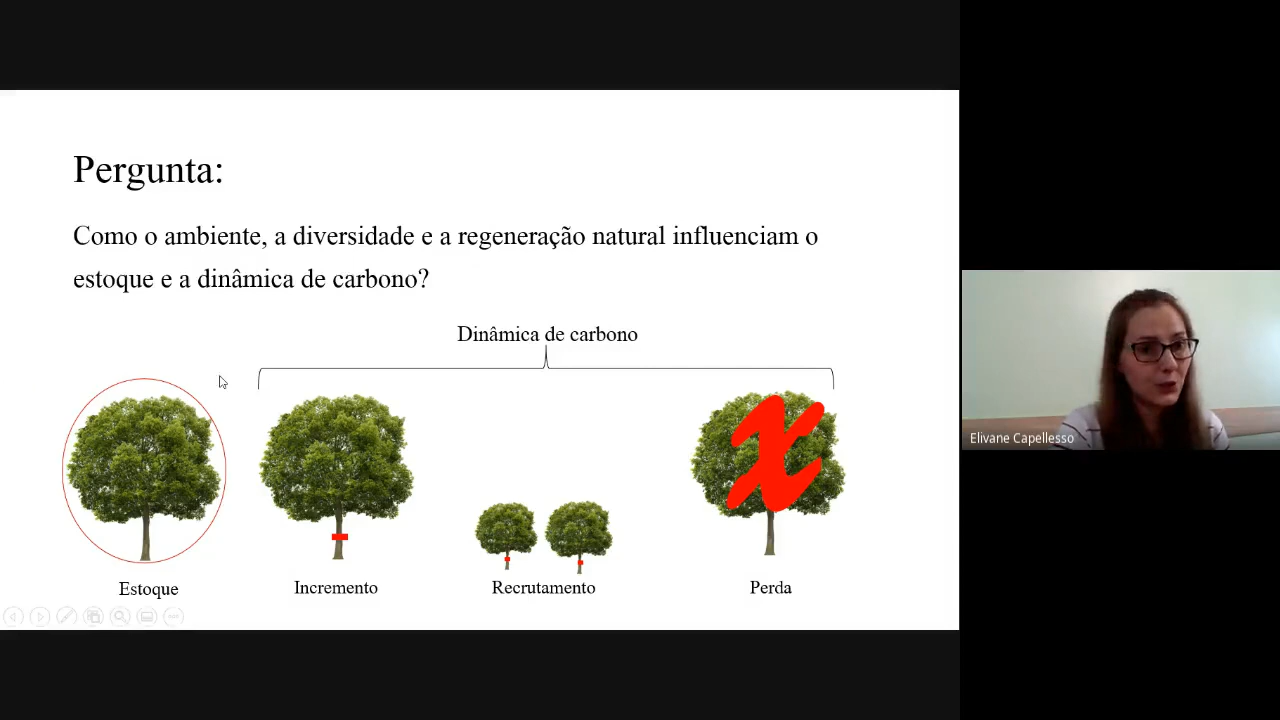 Pergunta:
Como o ambiente, a diversidade e a regeneração natural influenciam o
estoque e a dinâmica de carbono?
Dinâmica de carbono
Estoque
Incremento
Recrutamento
Perda
Elivane Capellesso